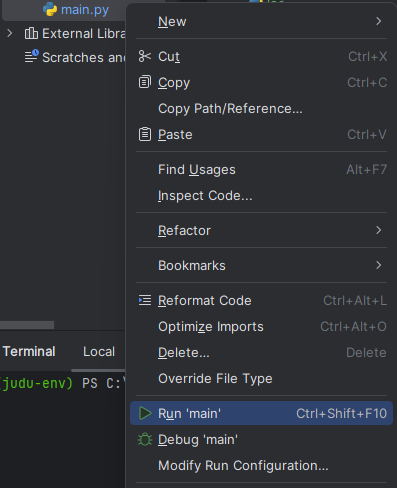 main.py
External Libra
Scratches and
New
Cut Ctrl+X
Copy Ctrl+C
Copy Path/Reference...
Paste Ctrl+V
Find Usages Alt+F7
Inspect Code...
Refactor
Bookmarks
Reformat Code Ctrl+Alt+L
Optimize Imports Ctrl+Alt+O
Delete... Delete
Override File Type
Run 'main' Ctrl+Shift+F10
Debug 'main'
Modify Run Configuration...
Terminal Local
(judu-env) PS C:\